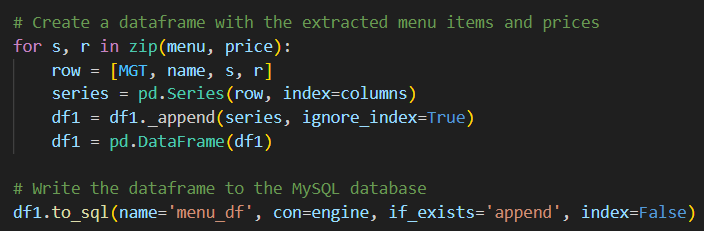 # Create a dataframe with the extracted menu items and prices
for s, r in zip(menu, price):
    row = [MGT, name, s, r]
    series = pd.Series(row, index=columns)
    df1 = df1._append(series, ignore_index=True)
    df1 = pd.DataFrame(df1)

# Write the dataframe to the MySQL database
df1.to_sql(name='menu_df', con=engine, if_exists='append', index=False)